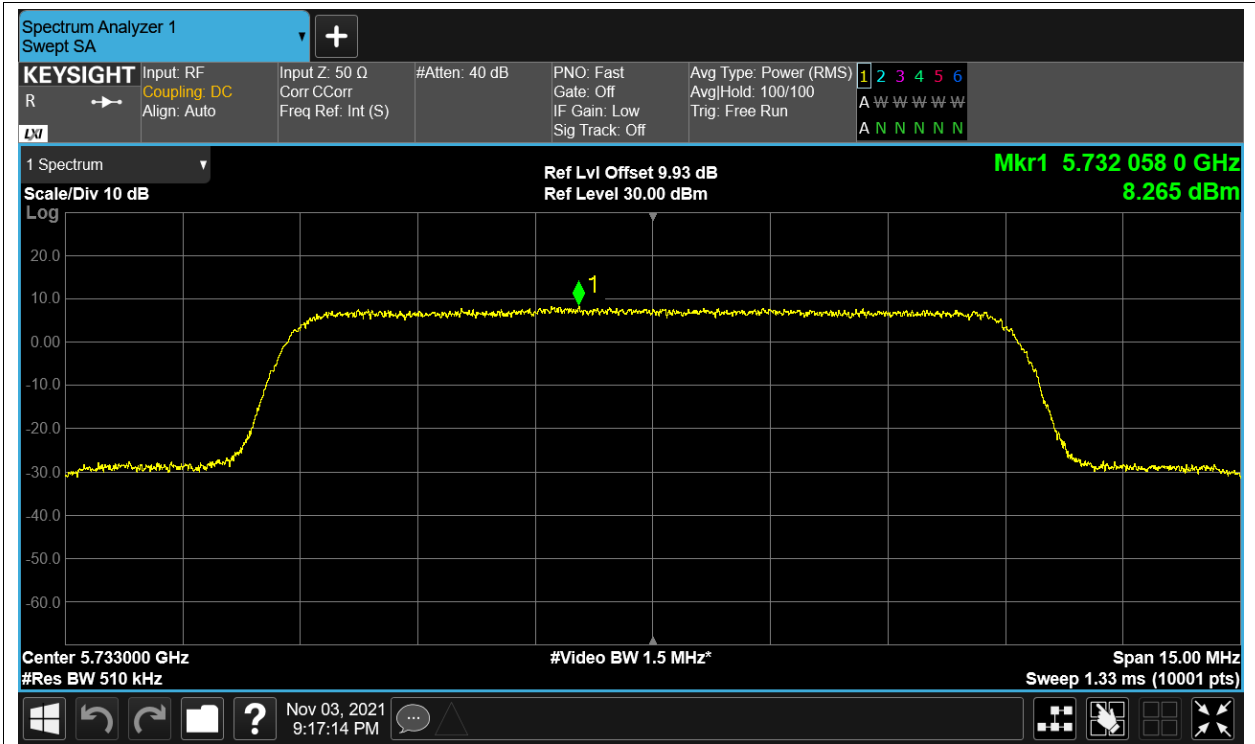 Spectrum Analyzer 1
Swept SA
KEYSIGHT
R
LXI
Input: RF
Coupling: DC
Align: Auto
Input Z: 50 Ω
Corr CCorr
Freq Ref: Int (S)
#Atten: 40 dB
PNO: Fast
Gate: Off
IF Gain: Low
Sig Track: Off
Avg Type: Power (RMS)
Avg|Hold: 100/100
Trig: Free Run
1 2 3 4 5 6
A W W W W W
A N N N N N
1 Spectrum
Scale/Div 10 dB
Log
Ref Lvl Offset 9.93 dB
Ref Level 30.00 dBm
Mkr1 5.732 058 0 GHz
8.265 dBm
1
20.0
10.0
0.00
-10.0
-20.0
-30.0
-40.0
-50.0
-60.0
Center 5.733000 GHz
#Res BW 510 kHz
#Video BW 1.5 MHz*
Span 15.00 MHz
Sweep 1.33 ms (10001 pts)
?
Nov 03, 2021
9:17:14 PM